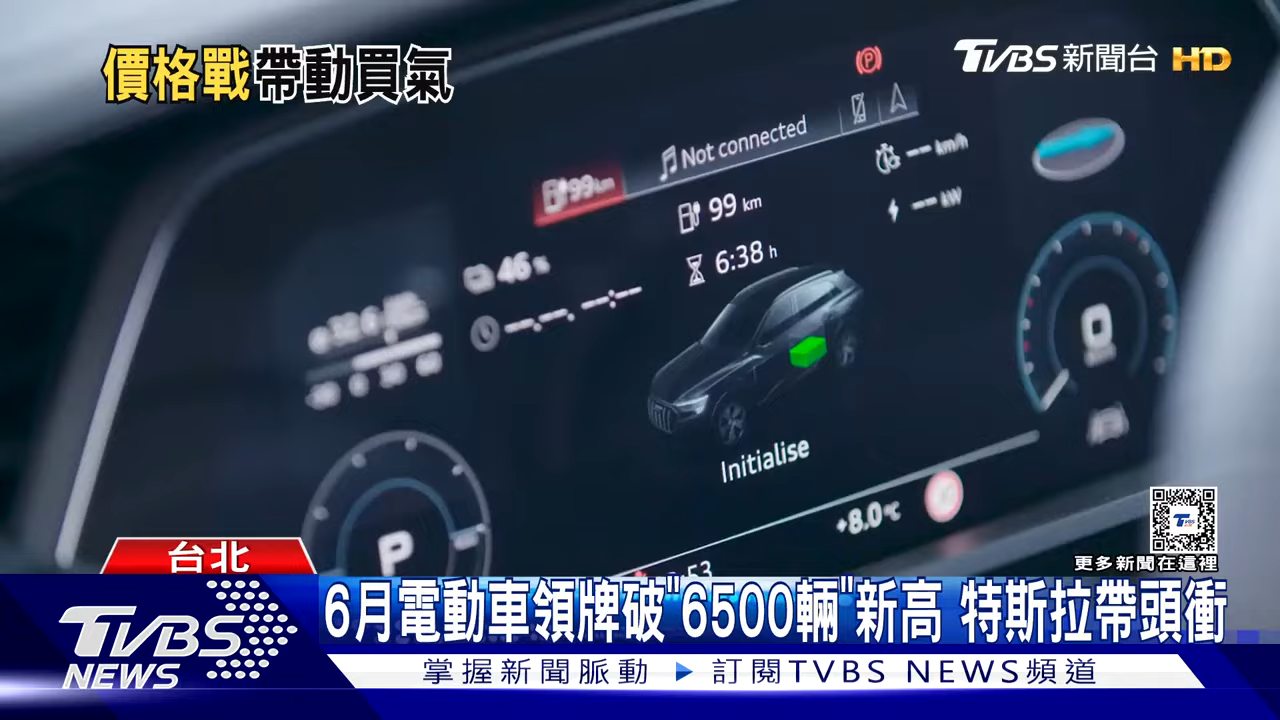 價格戰帶動買氣
TVBS新聞台 HD
Not connected
99km
99 km
6:38 h
-- km/h
-- kW
46 %
0
P
Initialise
+8.0°C
53
更多新聞在這裡
台北
TVBS NEWS
6月電動車領牌破"6500輛"新高 特斯拉帶頭衝
掌握新聞脈動 訂閱TVBS NEWS頻道